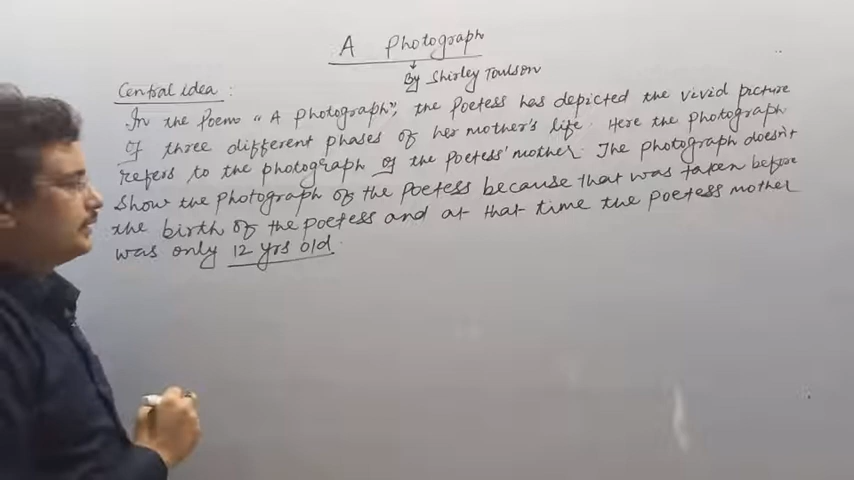 A Photograph
By Shirley Toulson
Central idea :
In the Poem "A Photograph", the Poetess has depicted the vivid picture
of three different phases of her mother's life. Here the photograph
refers to the photograph of the Poetess' mother. The photograph doesn't
show the photograph of the Poetess because that was taken before
the birth of the poetess and at that time the poetess mother
was only 12 yrs old.